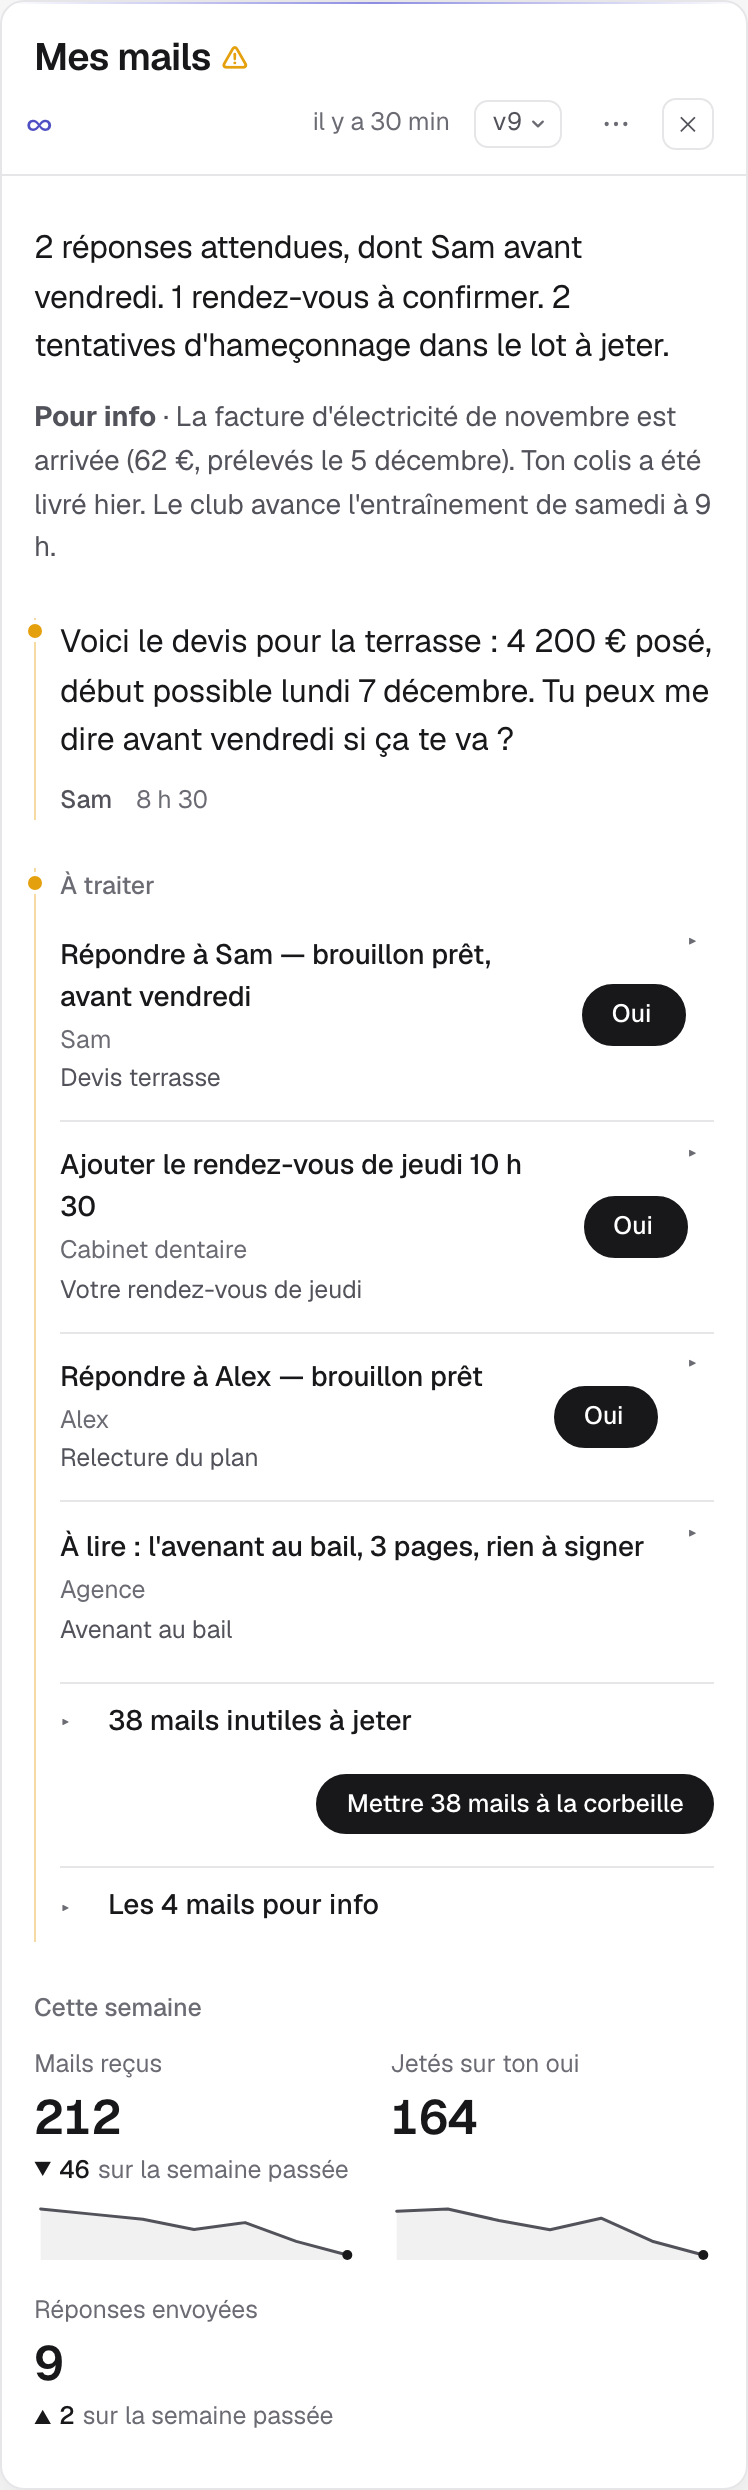 Mes mails
il y a 30 min
v9
2 réponses attendues, dont Sam avant
vendredi. 1 rendez-vous à confirmer. 2
tentatives d'hameçonnage dans le lot à jeter.
Pour info · La facture d'électricité de novembre est
arrivée (62 €, prélevés le 5 décembre). Ton colis a été
livré hier. Le club avance l'entraînement de samedi à 9
h.
Voici le devis pour la terrasse : 4 200 € posé,
début possible lundi 7 décembre. Tu peux me
dire avant vendredi si ça te va ?
Sam 8 h 30
À traiter
Répondre à Sam — brouillon prêt,
avant vendredi
Oui
Sam
Devis terrasse
Ajouter le rendez-vous de jeudi 10 h
30
Oui
Cabinet dentaire
Votre rendez-vous de jeudi
Répondre à Alex — brouillon prêt
Oui
Alex
Relecture du plan
À lire : l'avenant au bail, 3 pages, rien à signer
Agence
Avenant au bail
38 mails inutiles à jeter
Mettre 38 mails à la corbeille
Les 4 mails pour info
Cette semaine
Mails reçus
212
▼ 46 sur la semaine passée
Jetés sur ton oui
164
Réponses envoyées
9
▲ 2 sur la semaine passée